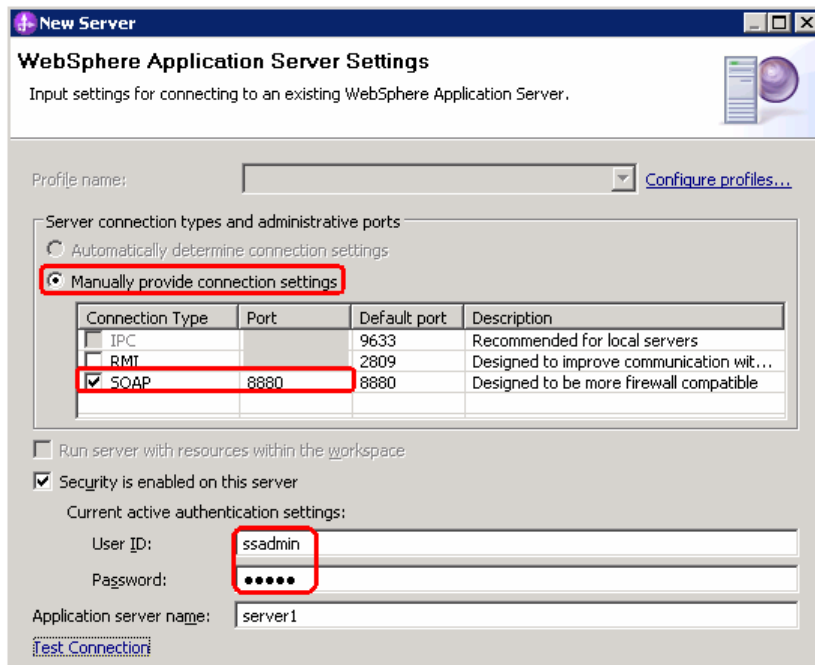 New Server
WebSphere Application Server Settings
Input settings for connecting to an existing WebSphere Application Server.
Profile name: Configure profiles...
Server connection types and administrative ports
Automatically determine connection settings
Manually provide connection settings
Connection Type Port Default port Description
IPC 9633 Recommended for local servers
RMI 2809 Designed to improve communication wit...
SOAP 8880 8880 Designed to be more firewall compatible
Run server with resources within the workspace
Security is enabled on this server
Current active authentication settings:
User ID: ssadmin
Password: •••••
Application server name: server1
Test Connection